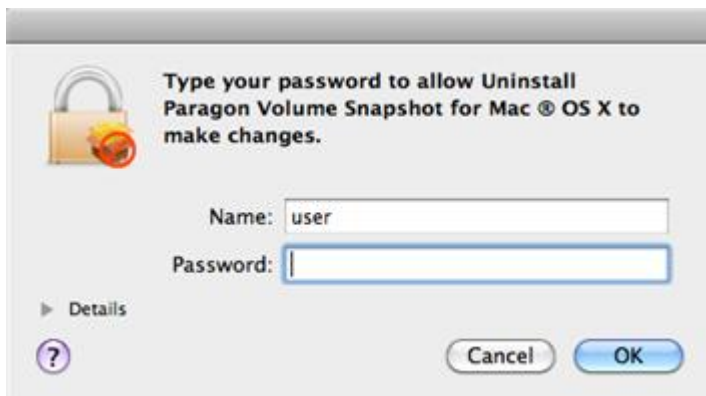 Type your password to allow Uninstall
Paragon Volume Snapshot for Mac ® OS X to
make changes.
Name: user
Password:
Details
?
Cancel OK